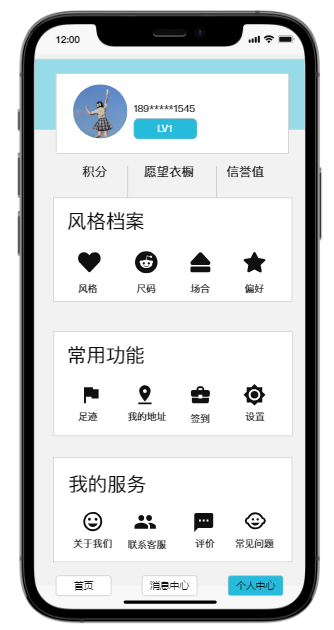 12:00
189*****1545
LV1
积分 愿望衣橱 信誉值
风格档案
风格 尺码 场合 偏好
常用功能
足迹 我的地址 签到 设置
我的服务
关于我们 联系客服 评价 常见问题
首页 消息中心 个人中心